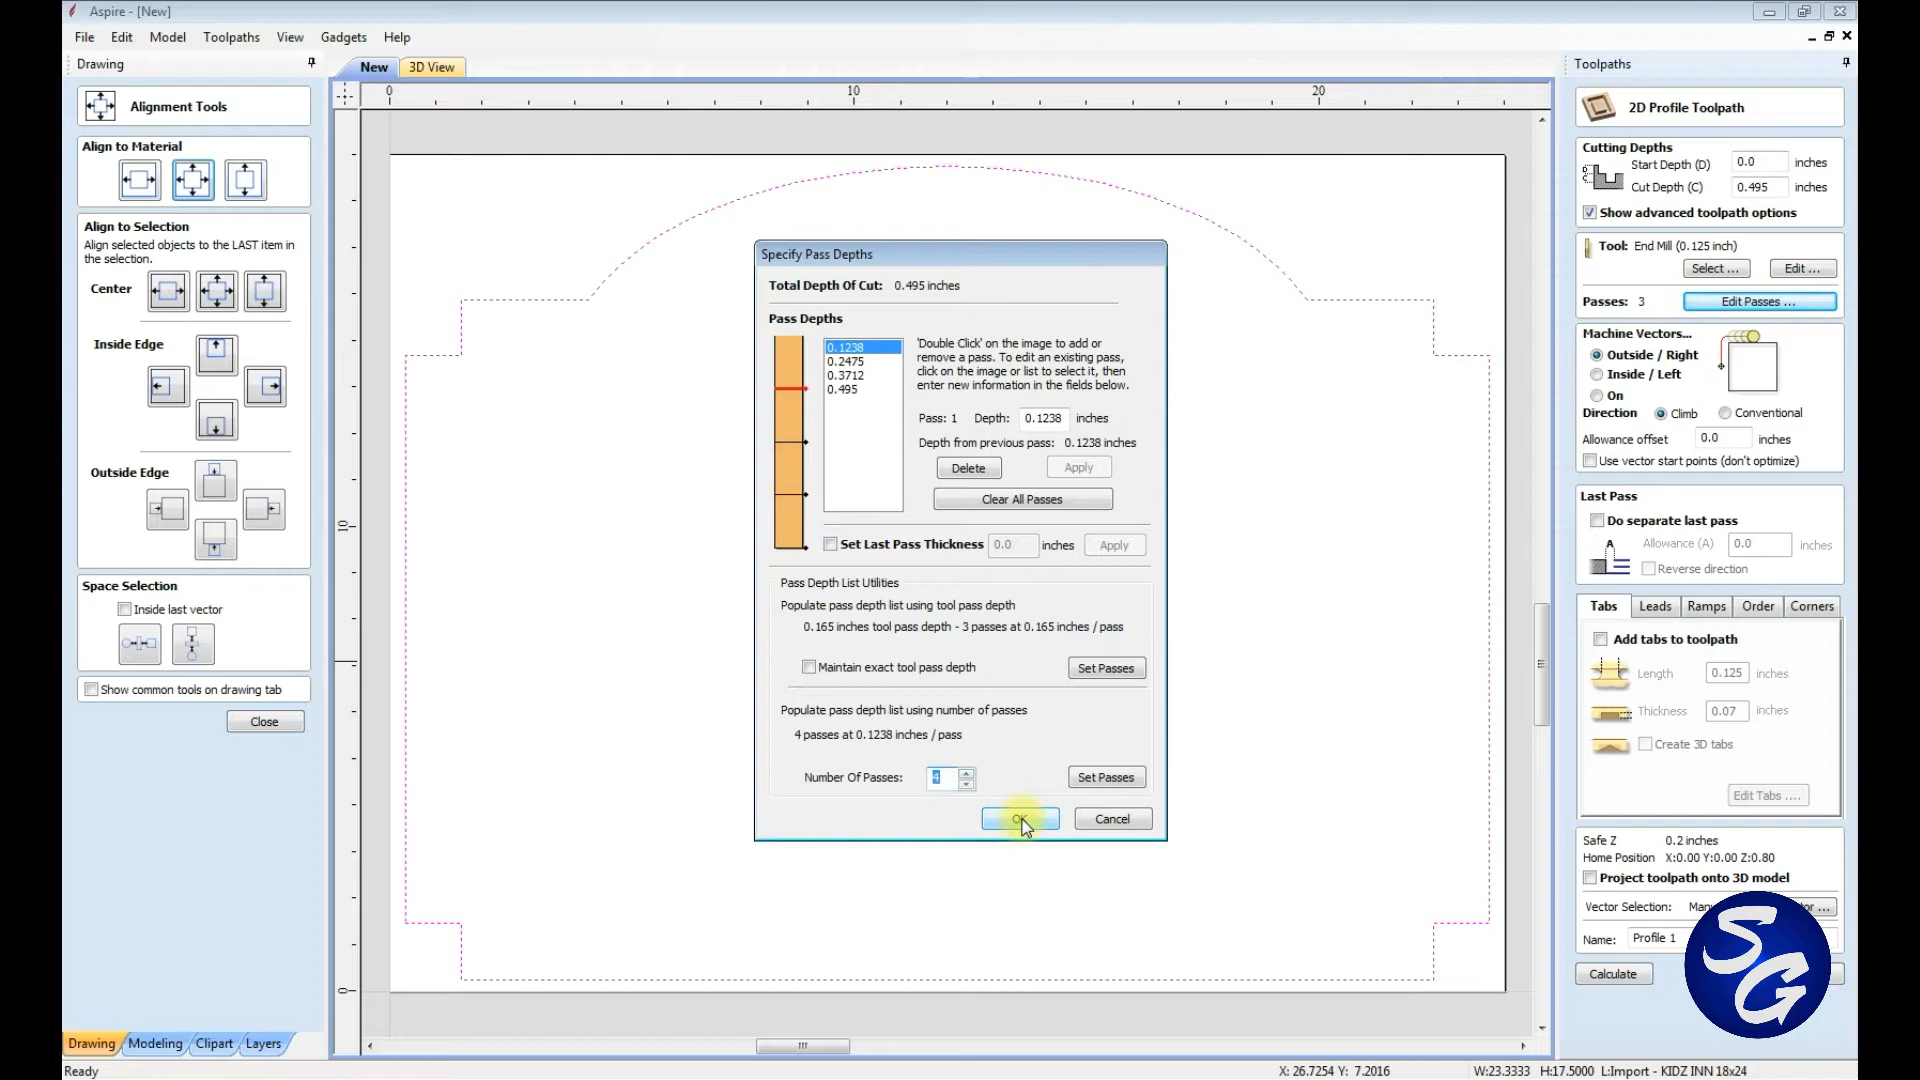 Aspire - [New]
File Edit Model Toolpaths View Gadgets Help
Drawing
Alignment Tools
Align to Material
Align to Selection
Align selected objects to the LAST item in
the selection.
Center
Inside Edge
Outside Edge
Space Selection
Inside last vector
Show common tools on drawing tab
Close
Drawing Modeling Clipart Layers
New 3D View
0 10 20
10
0
Specify Pass Depths
Total Depth Of Cut: 0.495 inches
Pass Depths
0.1238
0.2475
0.3712
0.495
'Double Click' on the image to add or
remove a pass. To edit an existing pass,
click on the image or list to select it, then
enter new information in the fields below.
Pass: 1 Depth: 0.1238 inches
Depth from previous pass: 0.1238 inches
Delete Apply
Clear All Passes
Set Last Pass Thickness 0.0 inches Apply
Pass Depth List Utilities
Populate pass depth list using tool pass depth
0.165 inches tool pass depth - 3 passes at 0.165 inches / pass
Maintain exact tool pass depth Set Passes
Populate pass depth list using number of passes
4 passes at 0.1238 inches / pass
Number Of Passes: 4 Set Passes
OK Cancel
Toolpaths
2D Profile Toolpath
Cutting Depths
Start Depth (D) 0.0 inches
Cut Depth (C) 0.495 inches
D
C
Show advanced toolpath options
Tool: End Mill (0.125 inch)
Select ... Edit ...
Passes: 3 Edit Passes ...
Machine Vectors...
Outside / Right
Inside / Left
On
Direction Climb Conventional
Allowance offset 0.0 inches
Use vector start points (don't optimize)
Last Pass
Do separate last pass
A Allowance (A) 0.0 inches
Reverse direction
Tabs Leads Ramps Order Corners
Add tabs to toolpath
Length 0.125 inches
Thickness 0.07 inches
Create 3D tabs
Edit Tabs ....
Safe Z 0.2 inches
Home Position X:0.00 Y:0.00 Z:0.80
Project toolpath onto 3D model
Vector Selection:
Name: Profile 1
Calculate
SG
Ready X: 26.7254 Y: 7.2016 W:23.3333 H:17.5000 L:Import - KIDZ INN 18x24